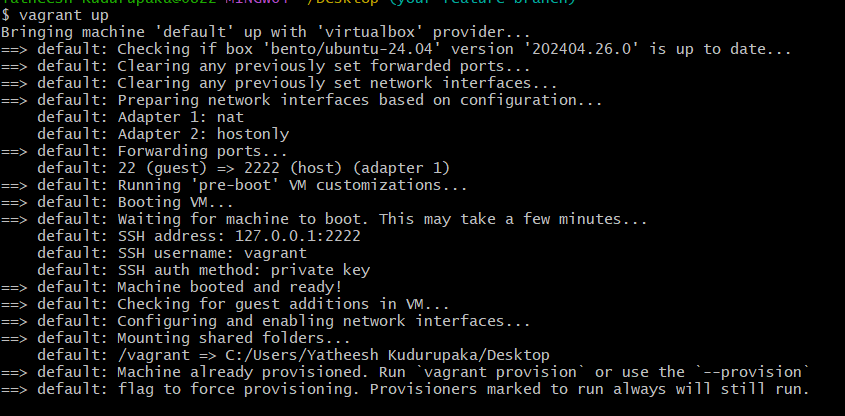 $ vagrant up
Bringing machine 'default' up with 'virtualbox' provider...
==> default: Checking if box 'bento/ubuntu-24.04' version '202404.26.0' is up to date...
==> default: Clearing any previously set forwarded ports...
==> default: Clearing any previously set network interfaces...
==> default: Preparing network interfaces based on configuration...
    default: Adapter 1: nat
    default: Adapter 2: hostonly
==> default: Forwarding ports...
    default: 22 (guest) => 2222 (host) (adapter 1)
==> default: Running 'pre-boot' VM customizations...
==> default: Booting VM...
==> default: Waiting for machine to boot. This may take a few minutes...
    default: SSH address: 127.0.0.1:2222
    default: SSH username: vagrant
    default: SSH auth method: private key
==> default: Machine booted and ready!
==> default: Checking for guest additions in VM...
==> default: Configuring and enabling network interfaces...
==> default: Mounting shared folders...
    default: /vagrant => C:/Users/Yatheesh Kudurupaka/Desktop
==> default: Machine already provisioned. Run `vagrant provision` or use the `--provision`
==> default: flag to force provisioning. Provisioners marked to run always will still run.